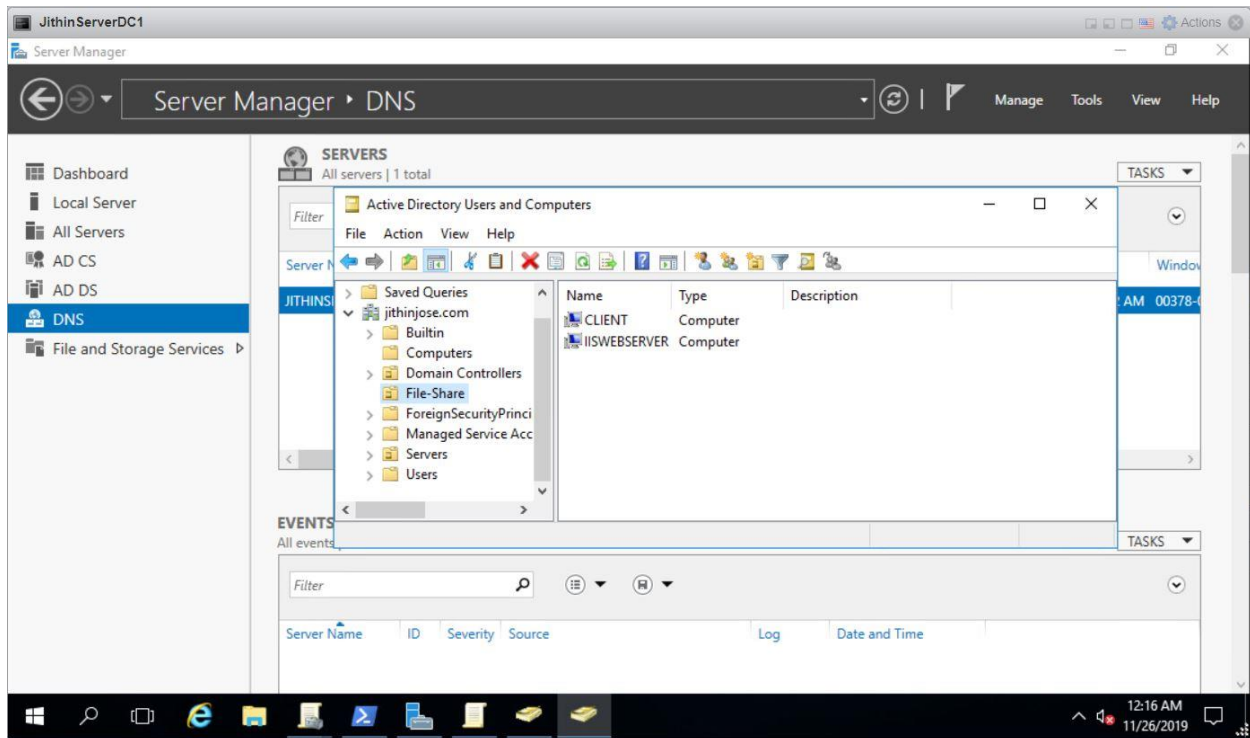 JithinServerDC1
Actions
Server Manager
Server Manager ‣ DNS
Manage Tools View Help
Dashboard
Local Server
All Servers
AD CS
AD DS
DNS
File and Storage Services
SERVERS
All servers | 1 total
TASKS
Filter
Server N
Window
JITHINS
AM 00378-0
Active Directory Users and Computers
File Action View Help
Saved Queries
jithinjose.com
Builtin
Computers
Domain Controllers
File-Share
ForeignSecurityPrinci
Managed Service Acc
Servers
Users
Name Type Description
CLIENT Computer
IISWEBSERVER Computer
EVENTS
All events
TASKS
Filter
Server Name ID Severity Source Log Date and Time
12:16 AM
11/26/2019